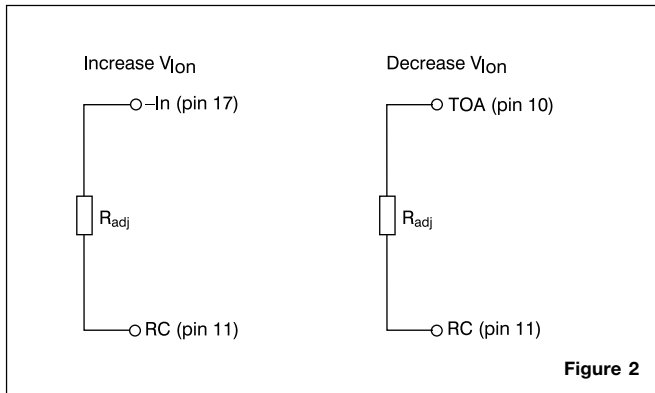 Increase VIon
–In (pin 17)
Radj
RC (pin 11)
Decrease VIon
TOA (pin 10)
Radj
RC (pin 11)
Figure 2